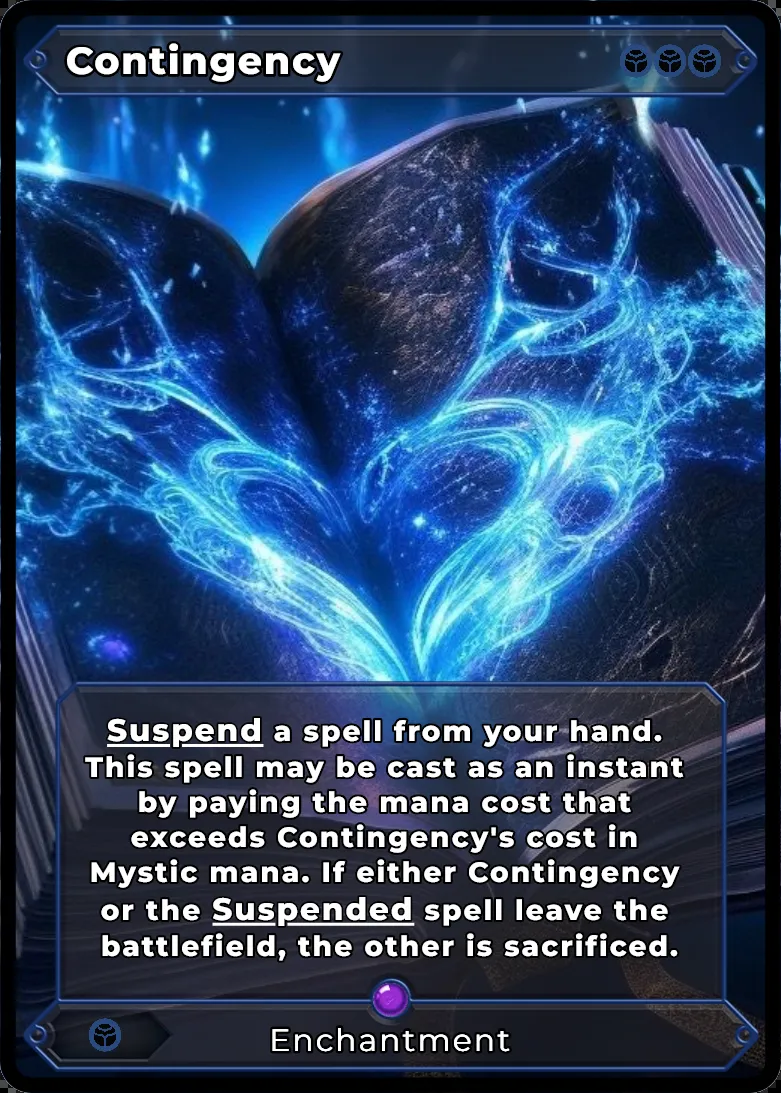 Contingency
Suspend a spell from your hand.
This spell may be cast as an instant
by paying the mana cost that
exceeds Contingency's cost in
Mystic mana. If either Contingency
or the Suspended spell leave the
battlefield, the other is sacrificed.
Enchantment